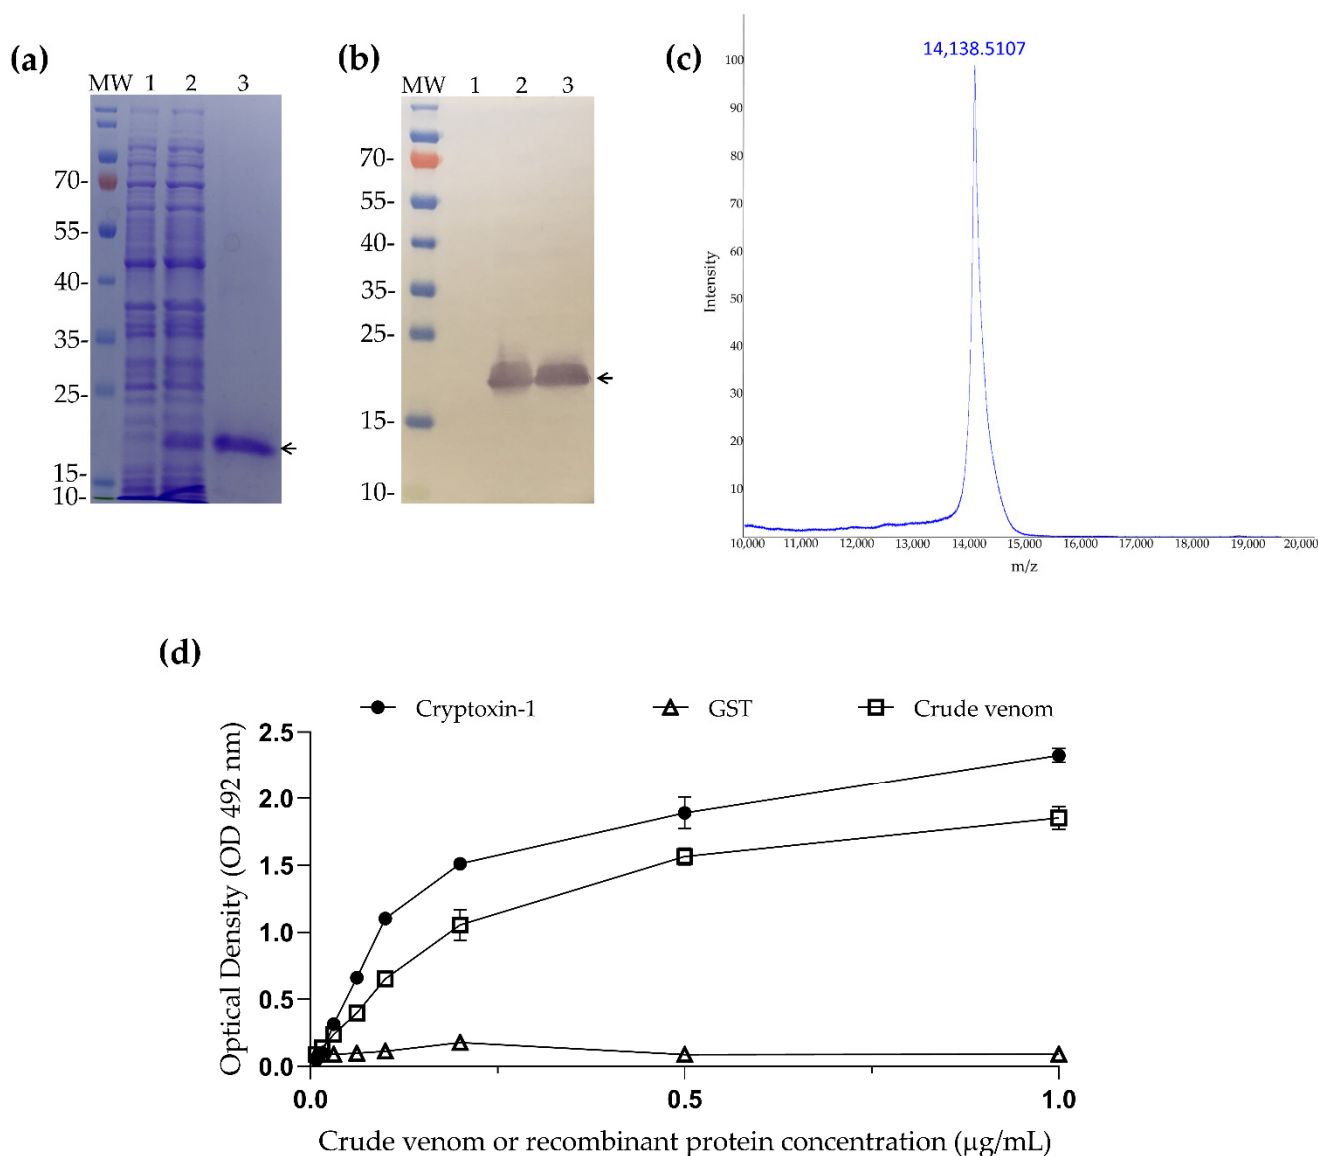 (a)
MW 1 2 3
70-
55-
40-
35-
25-
15-
10-
(b)
MW 1 2 3
70-
55-
40-
35-
25-
15-
10-
(c)
14,138.5107
100
90
80
70
60
50
40
30
20
10
Intensity
10,000 11,000 12,000 13,000 14,000 15,000 16,000 17,000 18,000 19,000 20,000
m/z
(d)
Cryptoxin-1 GST Crude venom
2.5
2.0
1.5
1.0
0.5
0.0
Optical Density (OD 492 nm)
0.0 0.5 1.0
Crude venom or recombinant protein concentration (µg/mL)